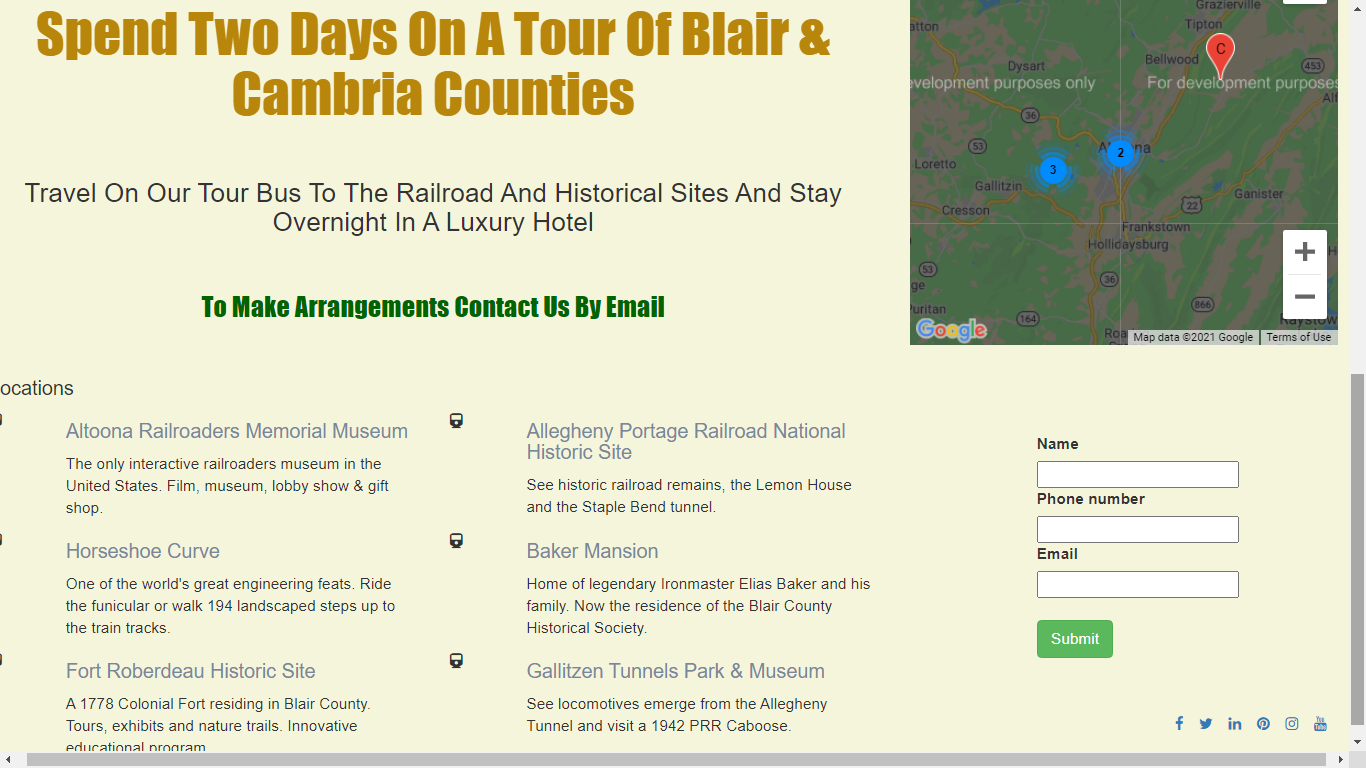 Spend Two Days On A Tour Of Blair &
Cambria Counties
Travel On Our Tour Bus To The Railroad And Historical Sites And Stay
Overnight In A Luxury Hotel
To Make Arrangements Contact Us By Email
Grazierville
Tipton
Bellwood
C
453
Dysart
evelopment purposes only
For development purposes
36
53
2
3
Loretto
Gallitzin
Cresson
Ganister
22
Frankstown
Hollidaysburg
53
36
866
164
Google
Map data ©2021 Google
Terms of Use
ocations
Altoona Railroaders Memorial Museum
The only interactive railroaders museum in the
United States. Film, museum, lobby show & gift
shop.
Allegheny Portage Railroad National
Historic Site
See historic railroad remains, the Lemon House
and the Staple Bend tunnel.
Horseshoe Curve
One of the world's great engineering feats. Ride
the funicular or walk 194 landscaped steps up to
the train tracks.
Baker Mansion
Home of legendary Ironmaster Elias Baker and his
family. Now the residence of the Blair County
Historical Society.
Fort Roberdeau Historic Site
A 1778 Colonial Fort residing in Blair County.
Tours, exhibits and nature trails. Innovative
educational program
Gallitzen Tunnels Park & Museum
See locomotives emerge from the Allegheny
Tunnel and visit a 1942 PRR Caboose.
Name
Phone number
Email
Submit